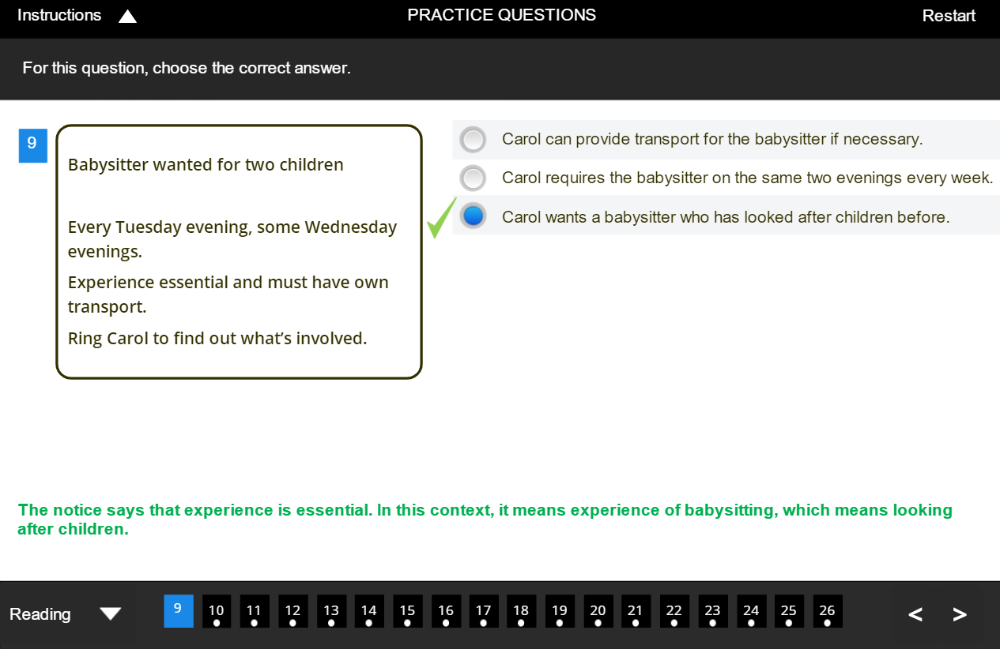 Instructions
PRACTICE QUESTIONS
Restart
For this question, choose the correct answer.
9
Babysitter wanted for two children
Every Tuesday evening, some Wednesday
evenings.
Experience essential and must have own
transport.
Ring Carol to find out what's involved.
Carol can provide transport for the babysitter if necessary.
Carol requires the babysitter on the same two evenings every week.
Carol wants a babysitter who has looked after children before.
The notice says that experience is essential. In this context, it means experience of babysitting, which means looking
after children.
Reading
9 10 11 12 13 14 15 16 17 18 19 20 21 22 23 24 25 26
< >